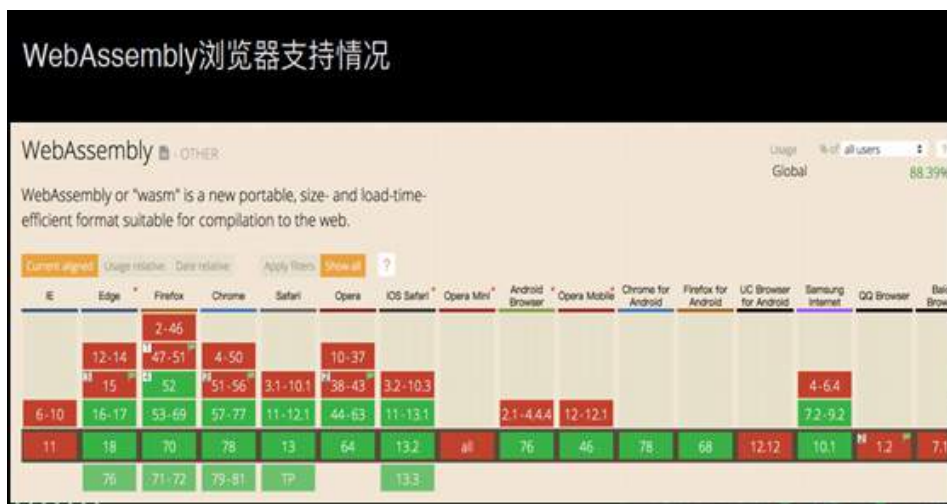 WebAssembly浏览器支持情况
WebAssembly - OTHER
Usage % of all users ?
Global 88.39%
WebAssembly or "wasm" is a new portable, size- and load-time-
efficient format suitable for compilation to the web.
Current aligned Usage relative Date relative Apply filters Show all ?
IE Edge * Firefox Chrome Safari Opera iOS Safari * Opera Mini * Android Browser * Opera Mobile * Chrome for Android Firefox for Android UC Browser for Android Samsung Internet QQ Browser
2-46
12-14 47-51 4-50 10-37
15 52 51-56 3.1-10.1 38-43 3.2-10.3 4-6.4
6-10 16-17 53-69 57-77 11-12.1 44-63 11-13.1 2.1-4.4.4 12-12.1 7.2-9.2
11 18 70 78 13 64 13.2 all 76 46 78 68 12.12 10.1 1.2 7.1
76 71-72 79-81 TP 13.3